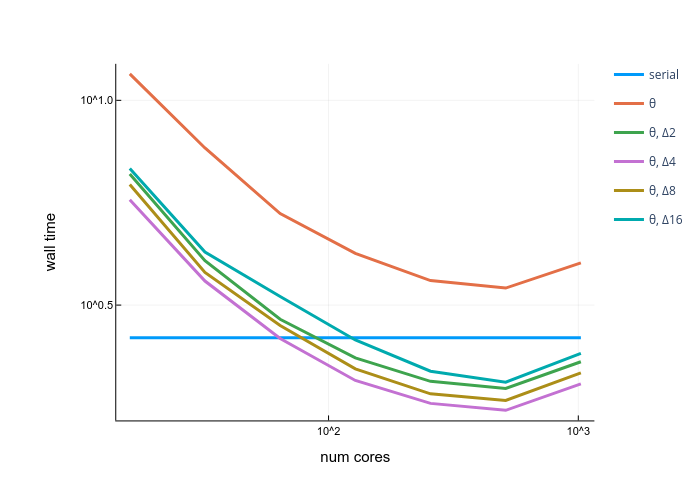 10^1.0
10^0.5
wall time
10^2
10^3
num cores
serial
θ
θ, Δ2
θ, Δ4
θ, Δ8
θ, Δ16